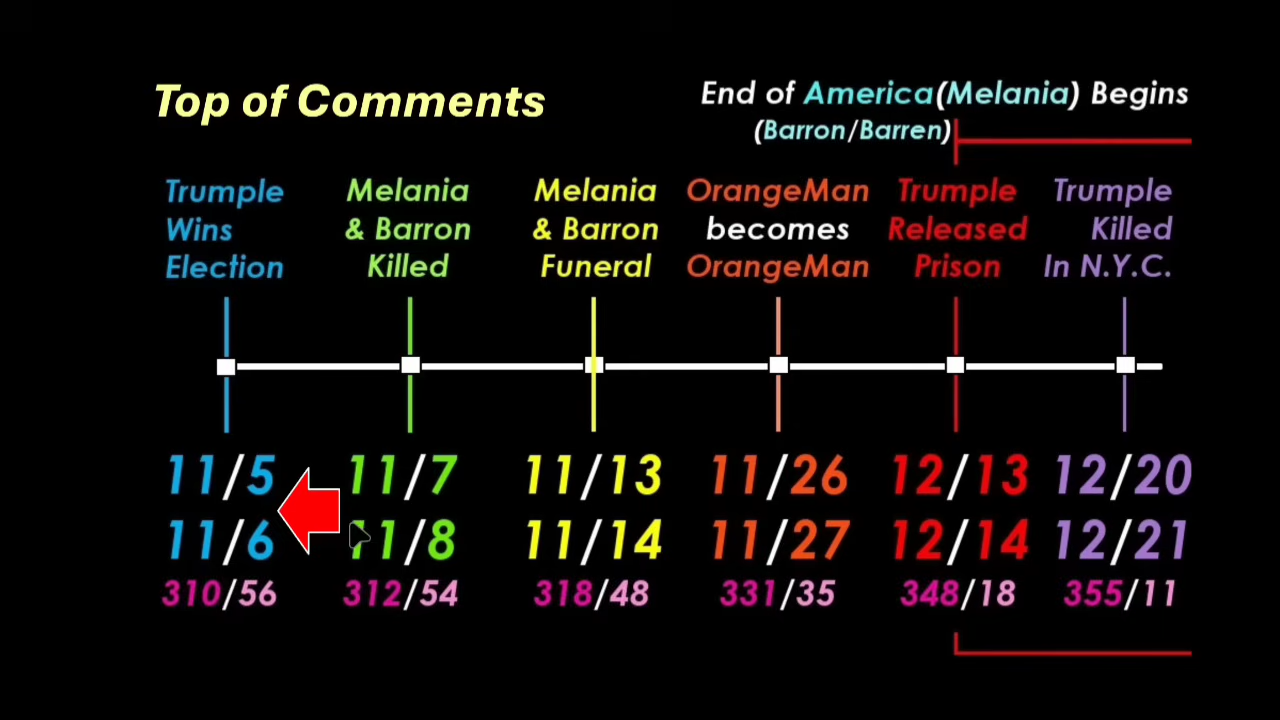 Top of Comments
End of America(Melania) Begins
(Barron/Barren)
Trumple
Wins
Election
Melania
& Barron
Killed
Melania
& Barron
Funeral
OrangeMan
becomes
OrangeMan
Trumple
Released
Prison
Trumple
Killed
In N.Y.C.
11/5
11/6
310/56
11/7
11/8
312/54
11/13
11/14
318/48
11/26
11/27
331/35
12/13
12/14
348/18
12/20
12/21
355/11